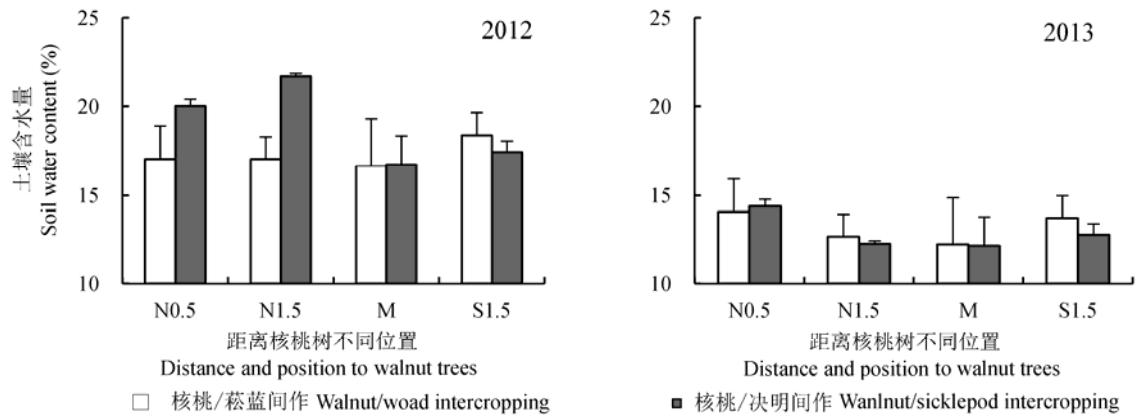 2012
25
20
15
10
土壤含水量
Soil water content (%)
N0.5 N1.5 M S1.5
距离核桃树不同位置
Distance and position to walnut trees
2013
25
20
15
10
N0.5 N1.5 M S1.5
距离核桃树不同位置
Distance and position to walnut trees
核桃/菘蓝间作 Walnut/woad intercropping
核桃/决明间作 Wanlnut/sicklepod intercropping